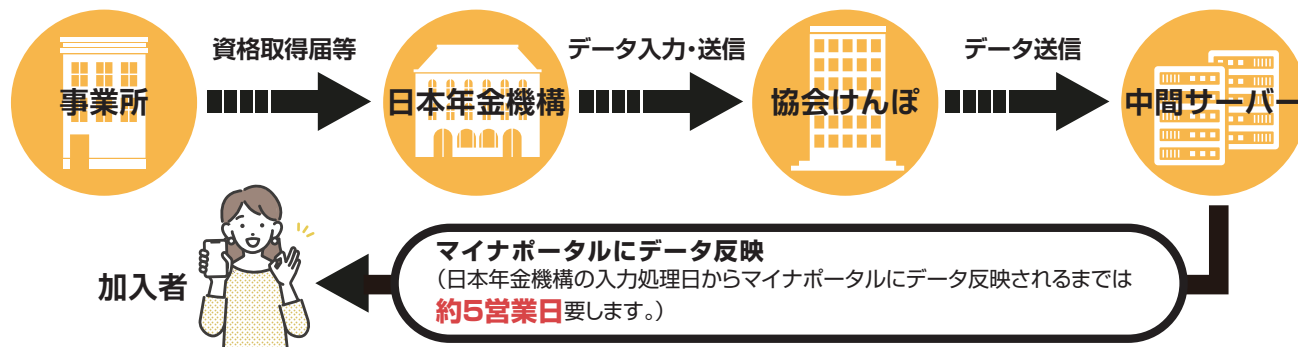 事業所
資格取得届等
日本年金機構
データ入力・送信
協会けんぽ
データ送信
中間サーバー
加入者
マイナポータルにデータ反映
（日本年金機構の入力処理日からマイナポータルにデータ反映されるまでは
約5営業日要します。）